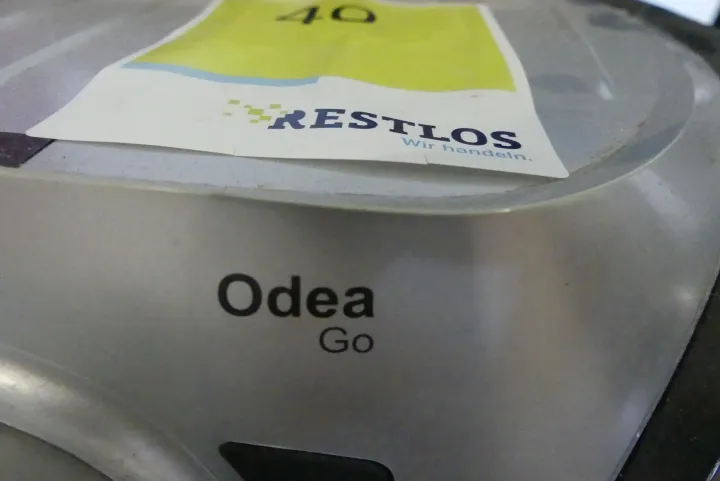 40
RESTLOS
Wir handeln.
Odea
Go